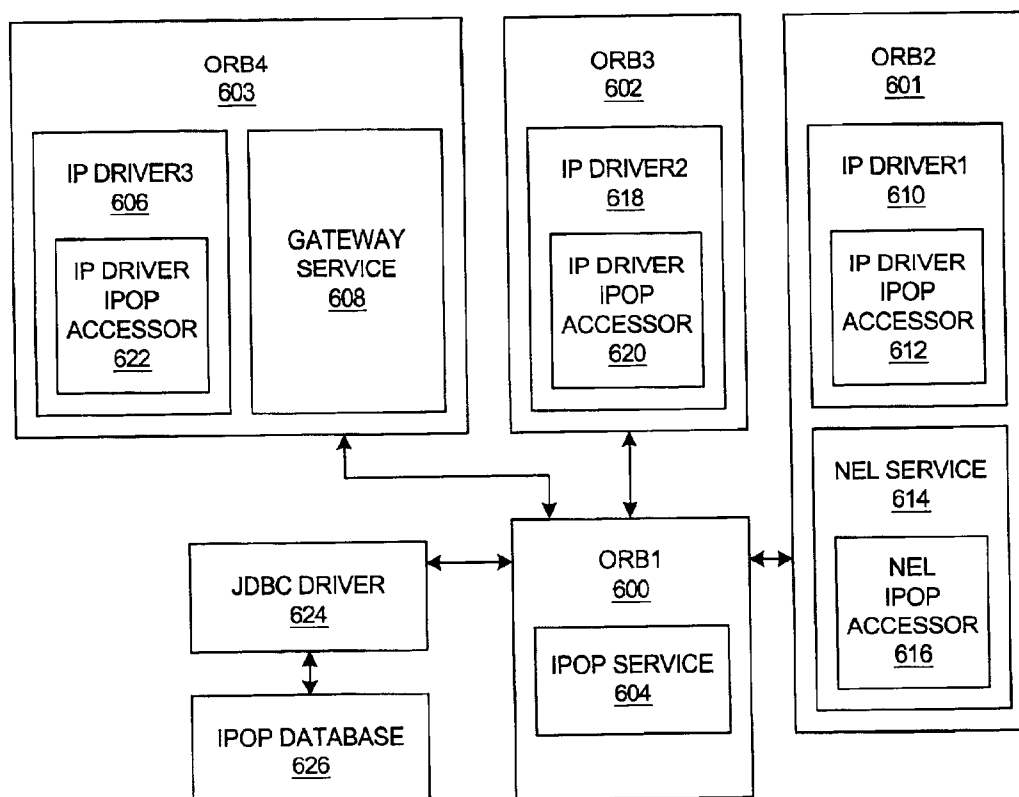 ORB4
603
IP DRIVER3
606
IP DRIVER
IPOP
ACCESSOR
622
GATEWAY
SERVICE
608
ORB3
602
IP DRIVER2
618
IP DRIVER
IPOP
ACCESSOR
620
ORB2
601
IP DRIVER1
610
IP DRIVER
IPOP
ACCESSOR
612
NEL SERVICE
614
NEL
IPOP
ACCESSOR
616
JDBC DRIVER
624
IPOP DATABASE
626
ORB1
600
IPOP SERVICE
604